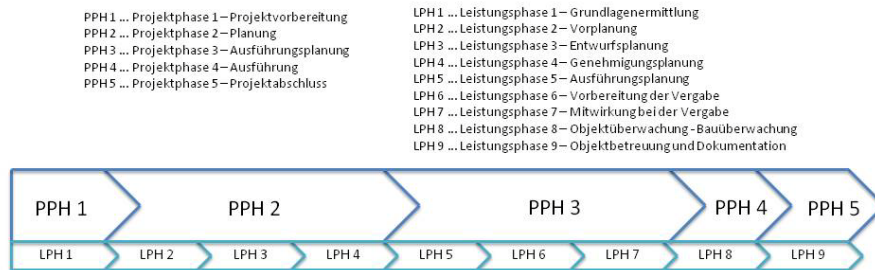 PPH 1 ... Projektphase 1 – Projektvorbereitung
PPH 2 ... Projektphase 2 – Planung
PPH 3 ... Projektphase 3 – Ausführungsplanung
PPH 4 ... Projektphase 4 – Ausführung
PPH 5 ... Projektphase 5 – Projektabschluss
LPH 1 ... Leistungsphase 1 – Grundlagenermittlung
LPH 2 ... Leistungsphase 2 – Vorplanung
LPH 3 ... Leistungsphase 3 – Entwurfsplanung
LPH 4 ... Leistungsphase 4 – Genehmigungsplanung
LPH 5 ... Leistungsphase 5 – Ausführungsplanung
LPH 6 ... Leistungsphase 6 – Vorbereitung der Vergabe
LPH 7 ... Leistungsphase 7 – Mitwirkung bei der Vergabe
LPH 8 ... Leistungsphase 8 – Objektüberwachung - Bauüberwachung
LPH 9 ... Leistungsphase 9 – Objektbetreuung und Dokumentation
PPH 1 PPH 2 PPH 3 PPH 4 PPH 5
LPH 1 LPH 2 LPH 3 LPH 4 LPH 5 LPH 6 LPH 7 LPH 8 LPH 9